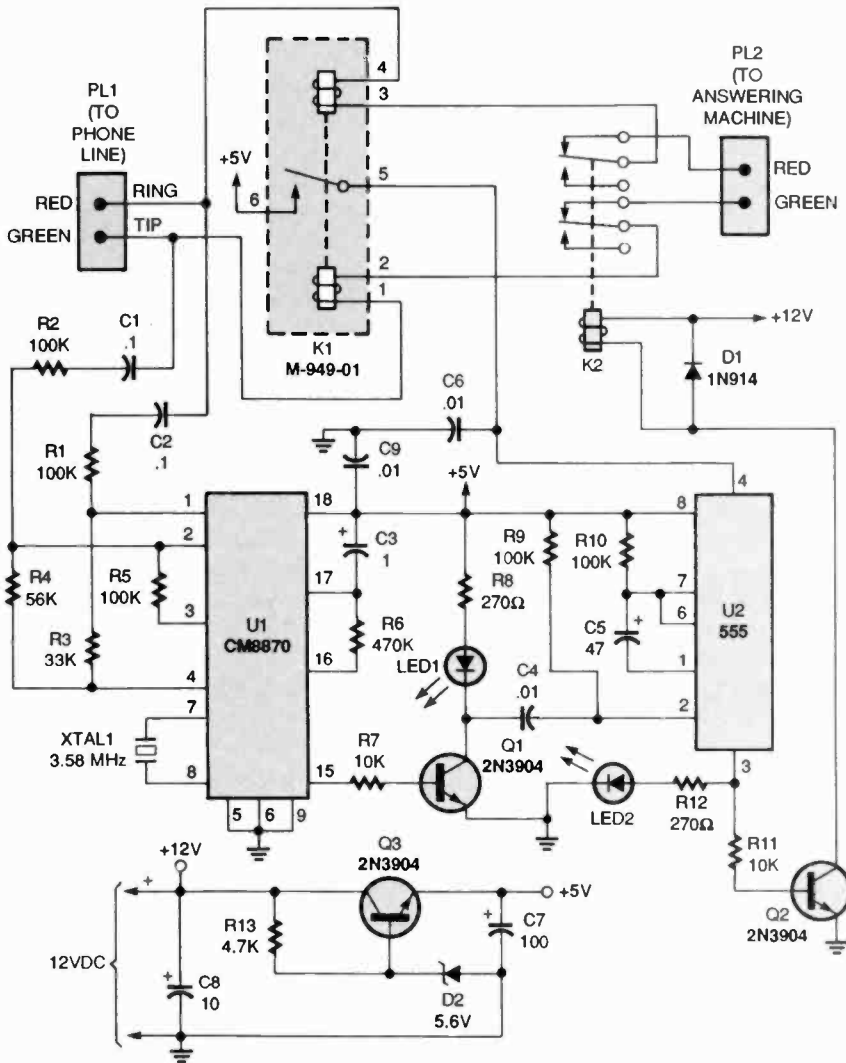 PL1
(TO
PHONE
LINE)
RED
RING
GREEN
TIP
+5V
6
4
3
5
2
1
K1
M-949-01
PL2
(TO
ANSWERING
MACHINE)
RED
GREEN
K2
+12V
D1
1N914
R2
100K
C1
.1
C2
.1
R1
100K
C6
.01
C9
.01
+5V
4
1
2
3
4
7
8
18
17
16
15
5
6
9
U1
CM8870
R4
56K
R5
100K
R3
33K
XTAL1
3.58 MHz
+
C3
1
R6
470K
R8
270Ω
LED1
R9
100K
R10
100K
C5
47
+
C4
.01
8
7
6
1
2
3
U2
555
R7
10K
Q1
2N3904
LED2
R12
270Ω
R11
10K
Q2
2N3904
+12V
+
12VDC
+
C8
10
R13
4.7K
Q3
2N3904
+5V
+
C7
100
D2
5.6V